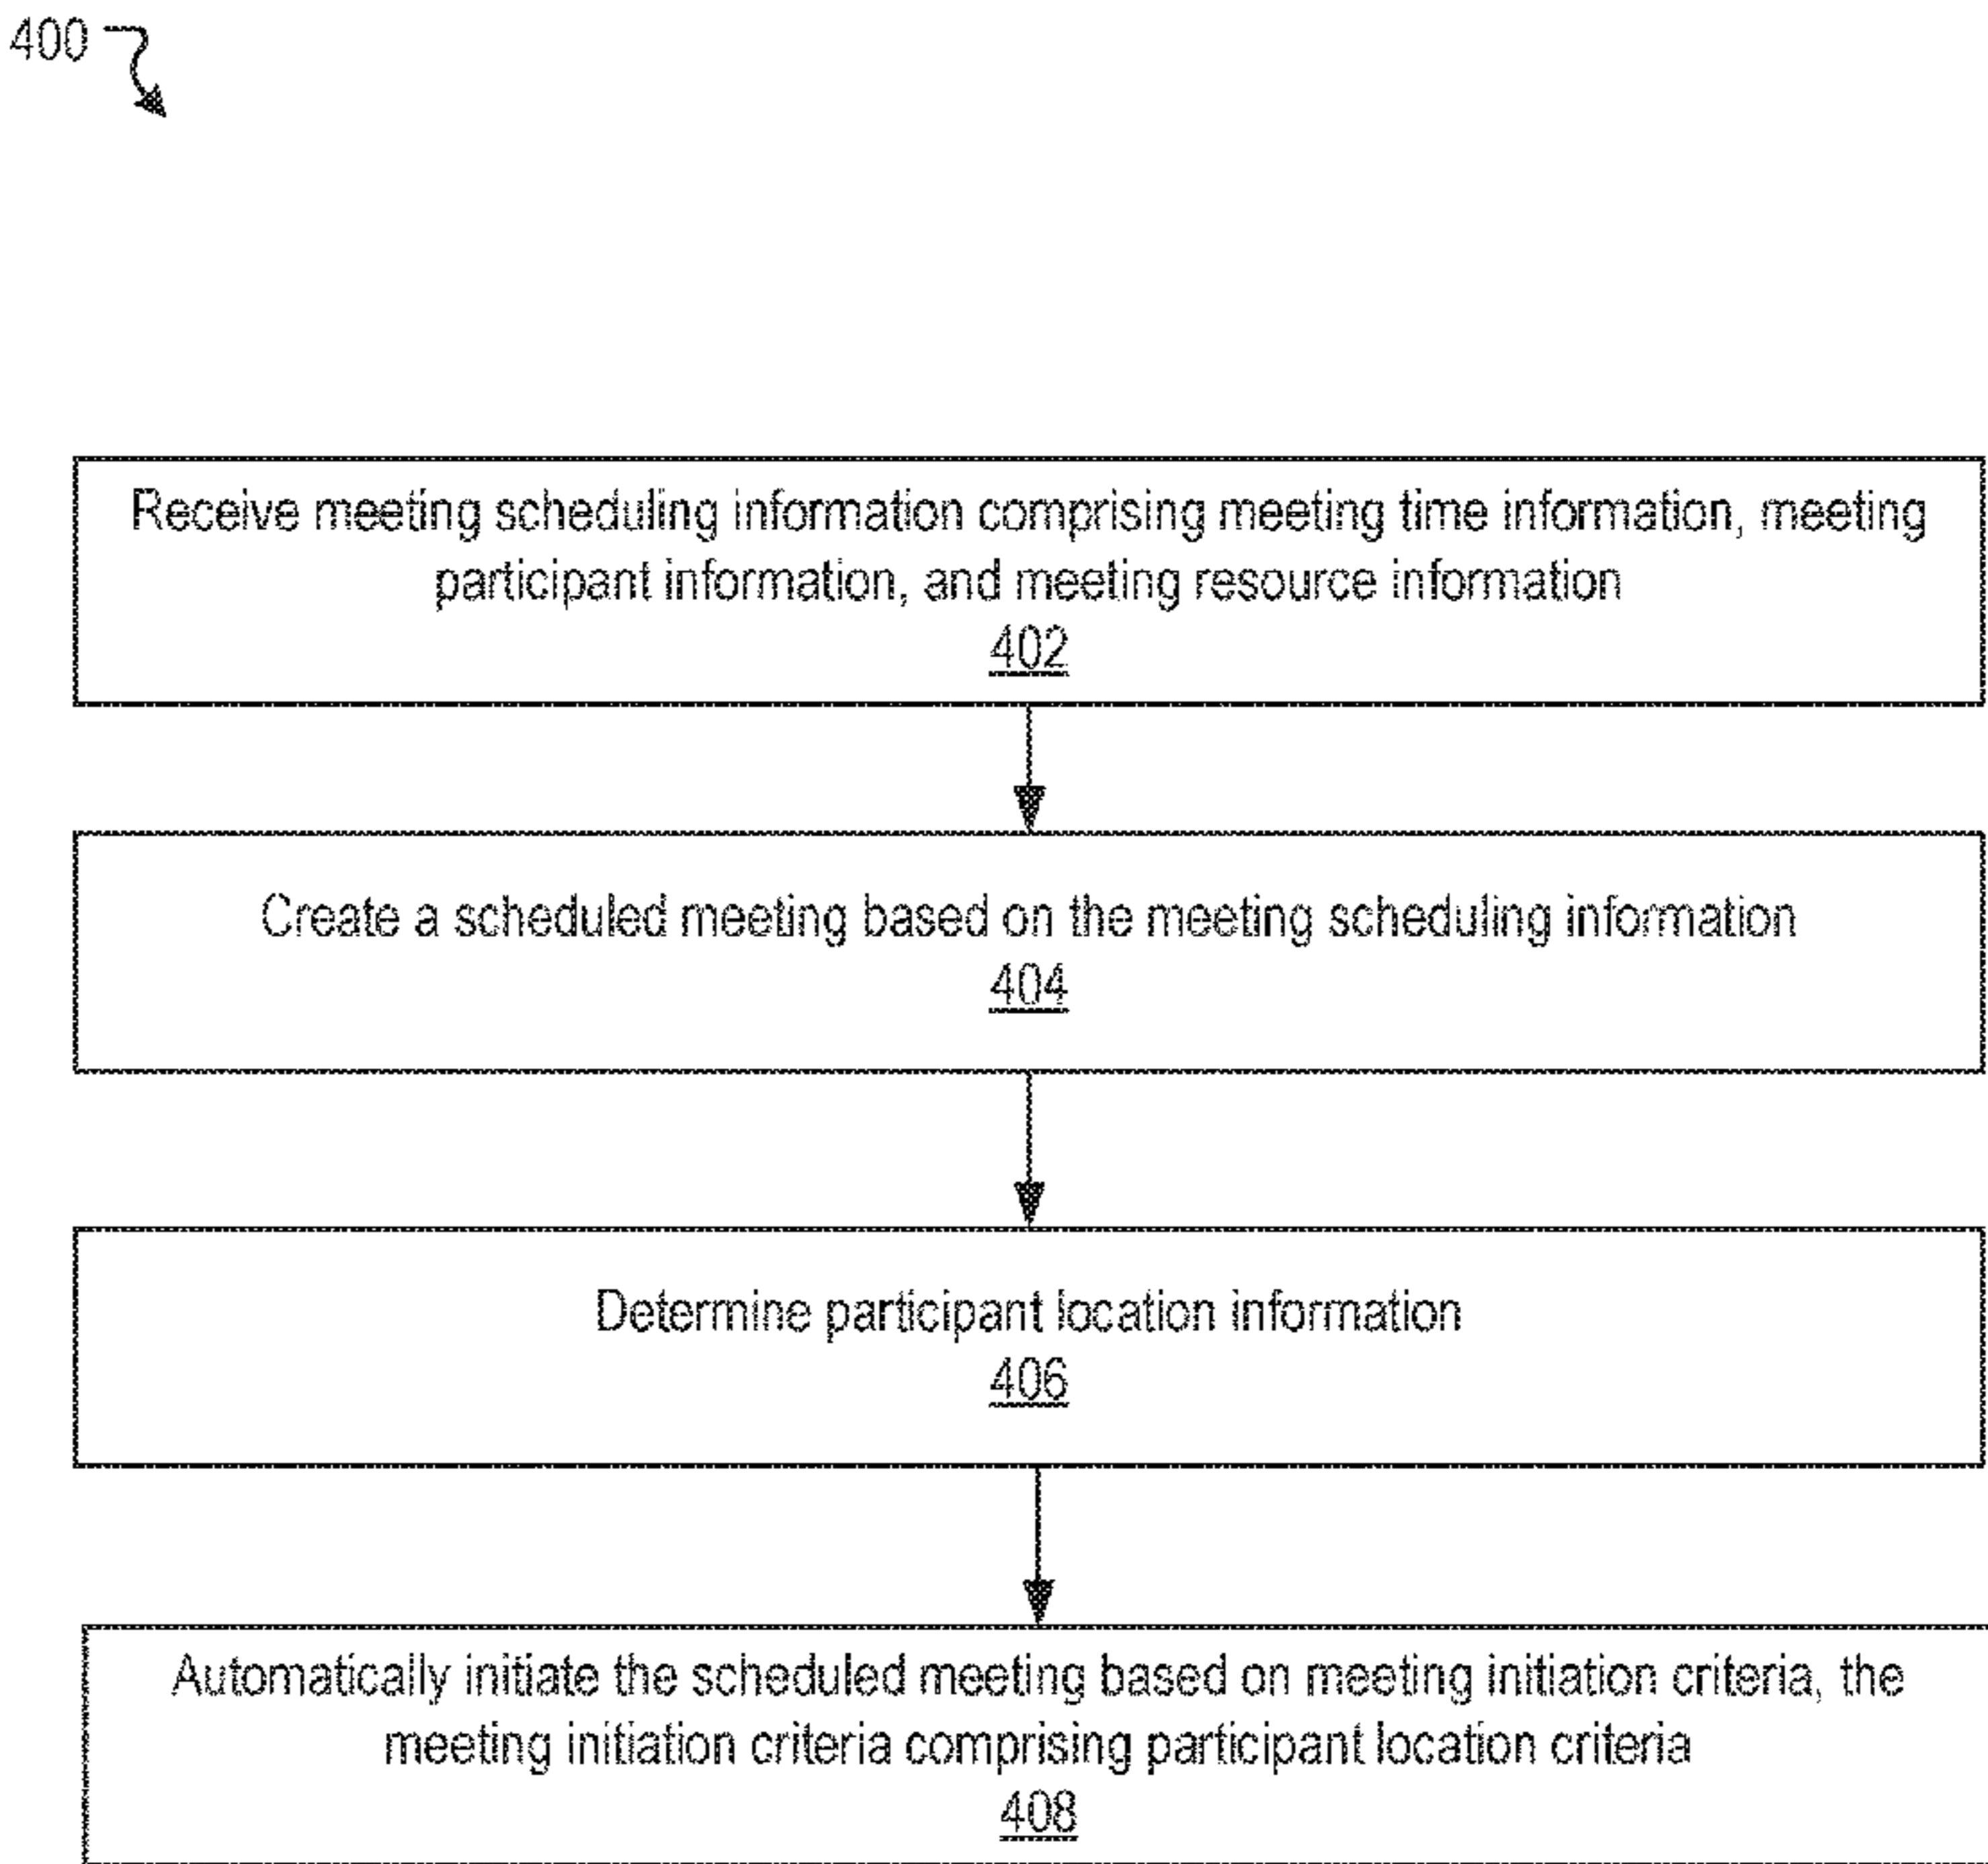 400
Receive meeting scheduling information comprising meeting time information, meeting
participant information, and meeting resource information
402
Create a scheduled meeting based on the meeting scheduling information
404
Determine participant location information
406
Automatically initiate the scheduled meeting based on meeting initiation criteria, the
meeting initiation criteria comprising participant location criteria
408